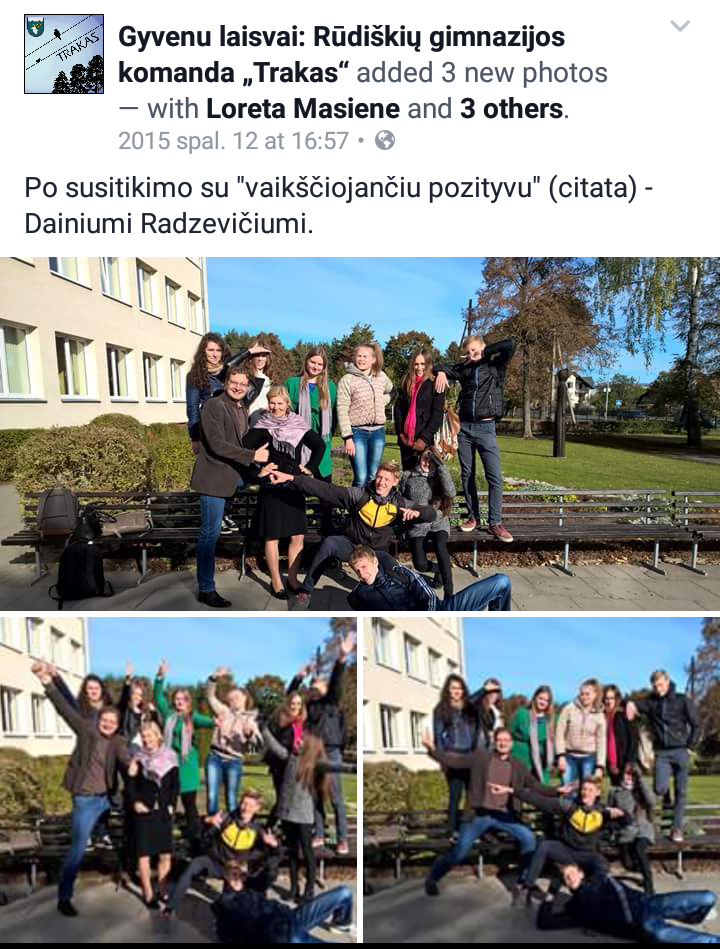 TRAKAS
Gyvenu laisvai: Rūdiškių gimnazijos
komanda „Trakas“ added 3 new photos
— with Loreta Masiene and 3 others.
2015 spal. 12 at 16:57 •
Po susitikimo su "vaikščiojančiu pozityvu" (citata) -
Dainiumi Radzevičiumi.